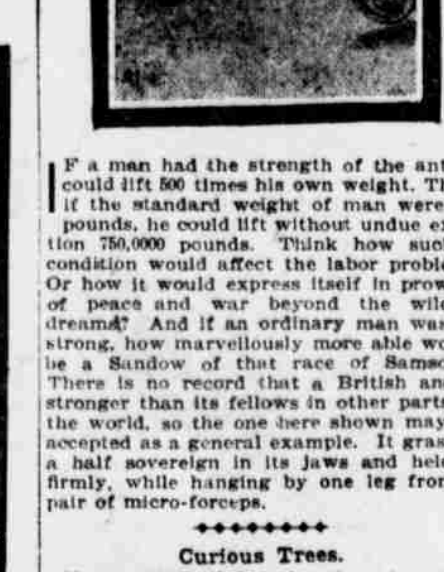 IF a man had the strength of the ant
could lift 500 times his own weight. Th
if the standard weight of man were
pounds, he could lift without undue ex
tion 750,0000 pounds. Think how suc
condition would affect the labor proble
Or how it would express itself in prow
of peace and war beyond the wild
dreams? And if an ordinary man was
strong, how marvellously more able wo
be a Sandow of that race of Samso
There is no record that a British an
stronger than its fellows in other parts
the world, so the one here shown may
accepted as a general example. It gras
a half sovereign in its jaws and held
firmly, while hanging by one leg from
pair of micro-forceps.
Curious Trees.